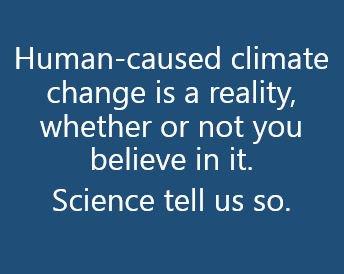 Human-caused climate
change is a reality,
whether or not you
believe in it.
Science tell us so.